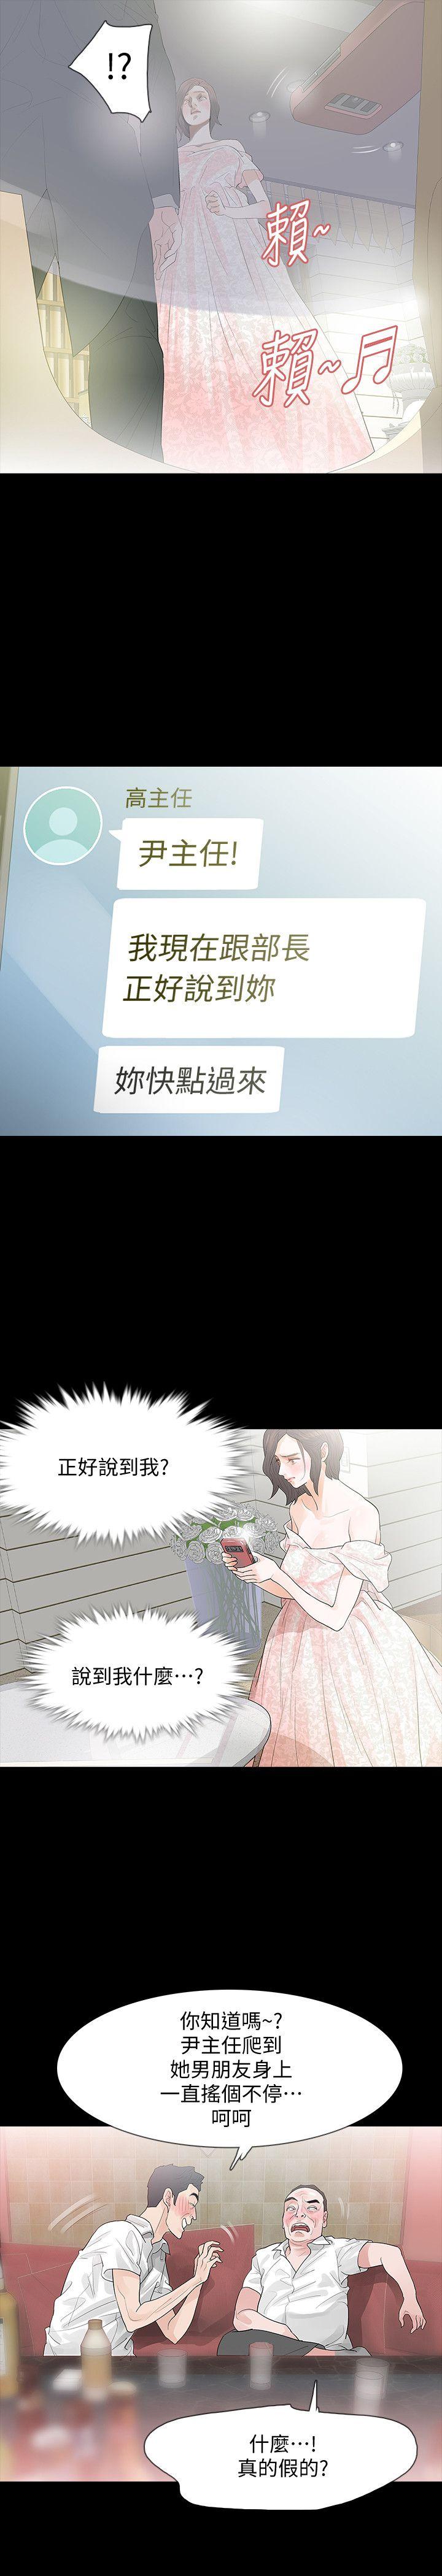 !?
賴~
賴~♬
高主任
尹主任!
我現在跟部長
正好說到妳
妳快點過來
正好說到我?
說到我什麼…?
你知道嗎~?
尹主任爬到
她男朋友身上
一直搖個不停…
呵呵
什麼…!
真的假的?